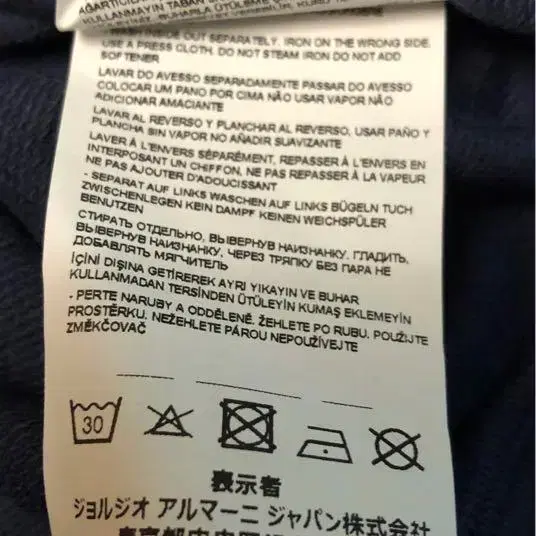 AĞARTICIDA
KULLANMAYIN TABAN
- WASH INSIDE OUT SEPARATELY. IRON ON THE WRONG SIDE.
USE A PRESS CLOTH. DO NOT STEAM IRON DO NOT ADD
SOFTENER
LAVAR DO AVESSO SEPARADAMENTE PASSAR DO AVESSO
COLOCAR UM PANO POR CIMA NÃO USAR VAPOR NÃO
ADICIONAR AMACIANTE
LAVAR AL REVERSO Y PLANCHAR AL REVERSO, USAR PAÑO Y
PLANCHA SIN VAPOR NO AÑADIR SUAVIZANTE
LAVER À L'ENVERS SÉPARÉMENT, REPASSER À L'ENVERS EN
INTERPOSANT UN CHIFFON, NE PAS REPASSER À LA VAPEUR
NE PAS AJOUTER D'ADOUCISSANT
- SEPARAT AUF LINKS WASCHEN AUF LINKS BÜGELN TUCH
ZWISCHENLEGEN KEIN DAMPF KEINEN WEICHSPÜLER
BENUTZEN
СТИРАТЬ ОТДЕЛЬНО, ВЫВЕРНУВ НАИЗНАНКУ. ГЛАДИТЬ,
ВЫВЕРНУВ НАИЗНАНКУ, ЧЕРЕЗ ТРЯПКУ БЕЗ ПАРА НЕ
ДОБАВЛЯТЬ МЯГЧИТЕЛЬ
İÇİNİ DIŞINA GETİREREK AYRI YIKAYIN VE BUHAR
KULLANMADAN TERSİNDEN ÜTÜLEYİN KUMAŞ EKLEMEYİN
- PERTE NARUBY A ODDĚLENĚ. ŽEHLETE PO RUBU. POUŽIJTE
PROSTĚRKU. NEŽEHLETE PÁROU NEPOUŽÍVEJTE
ZMĚKČOVAČ
30
表示者
ジョルジオ アルマーニ ジャパン株式会社